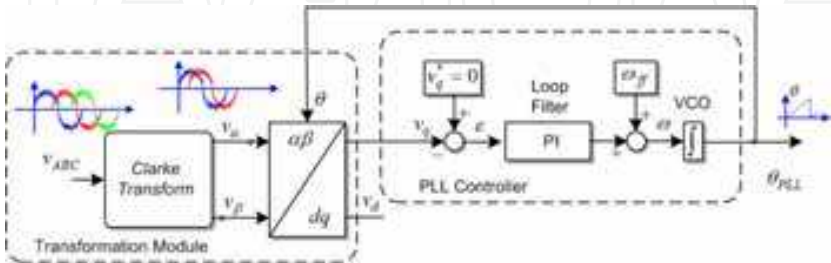 θ
v_q^* = 0
Loop
Filter
ω_ff
VCO
θ
v_α
αβ
v_q
ε
PI
ω
∫
v_ABC
Clarke
Transform
θ_PLL
v_β
dq
v_d
PLL Controller
Transformation Module
+
−
+
+